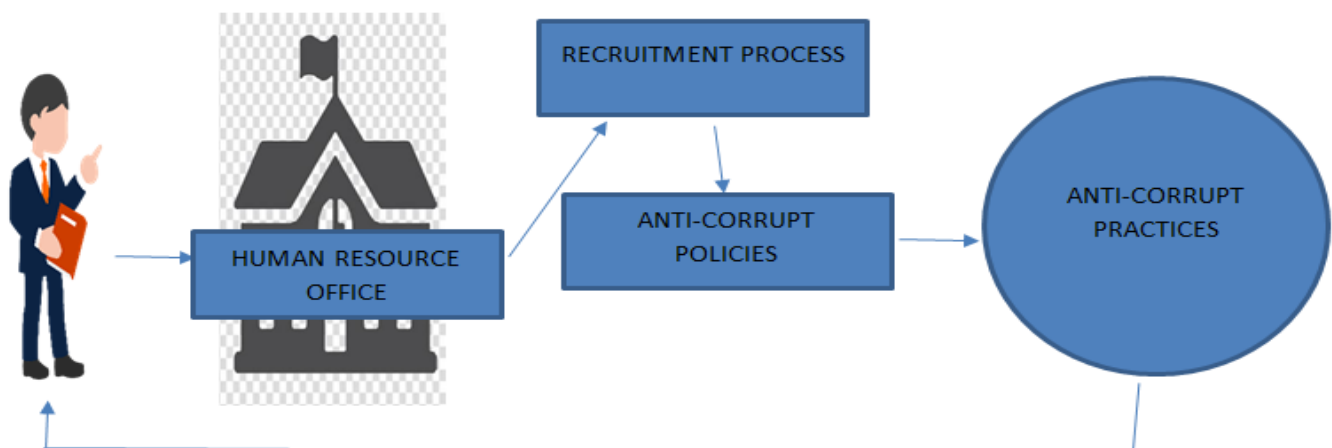 RECRUITMENT PROCESS
HUMAN RESOURCE
OFFICE
ANTI-CORRUPT
POLICIES
ANTI-CORRUPT
PRACTICES